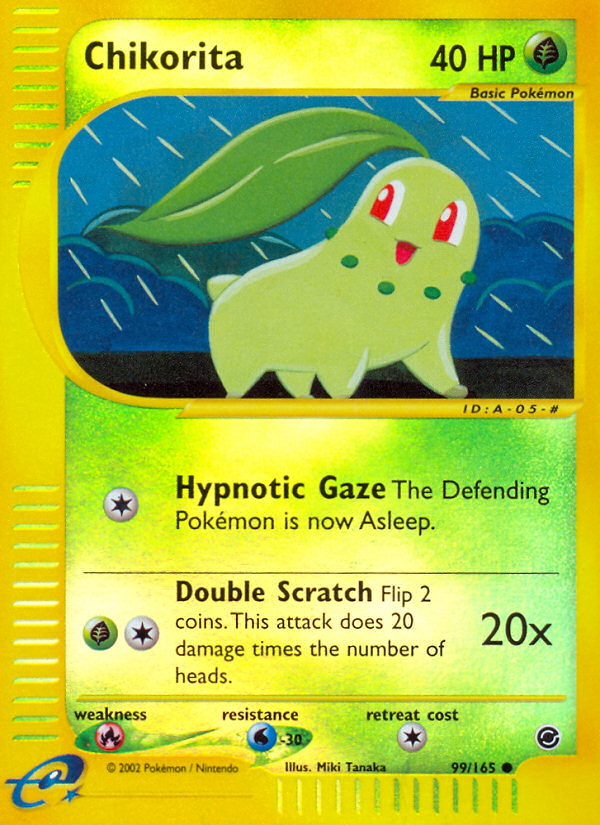 Chikorita 40 HP
Basic Pokémon
ID:A-05-#
Hypnotic Gaze The Defending
Pokémon is now Asleep.
Double Scratch Flip 2
coins. This attack does 20
damage times the number of
heads.
20x
weakness resistance retreat cost
-30
© 2002 Pokémon / Nintendo Illus. Miki Tanaka 99/165
e